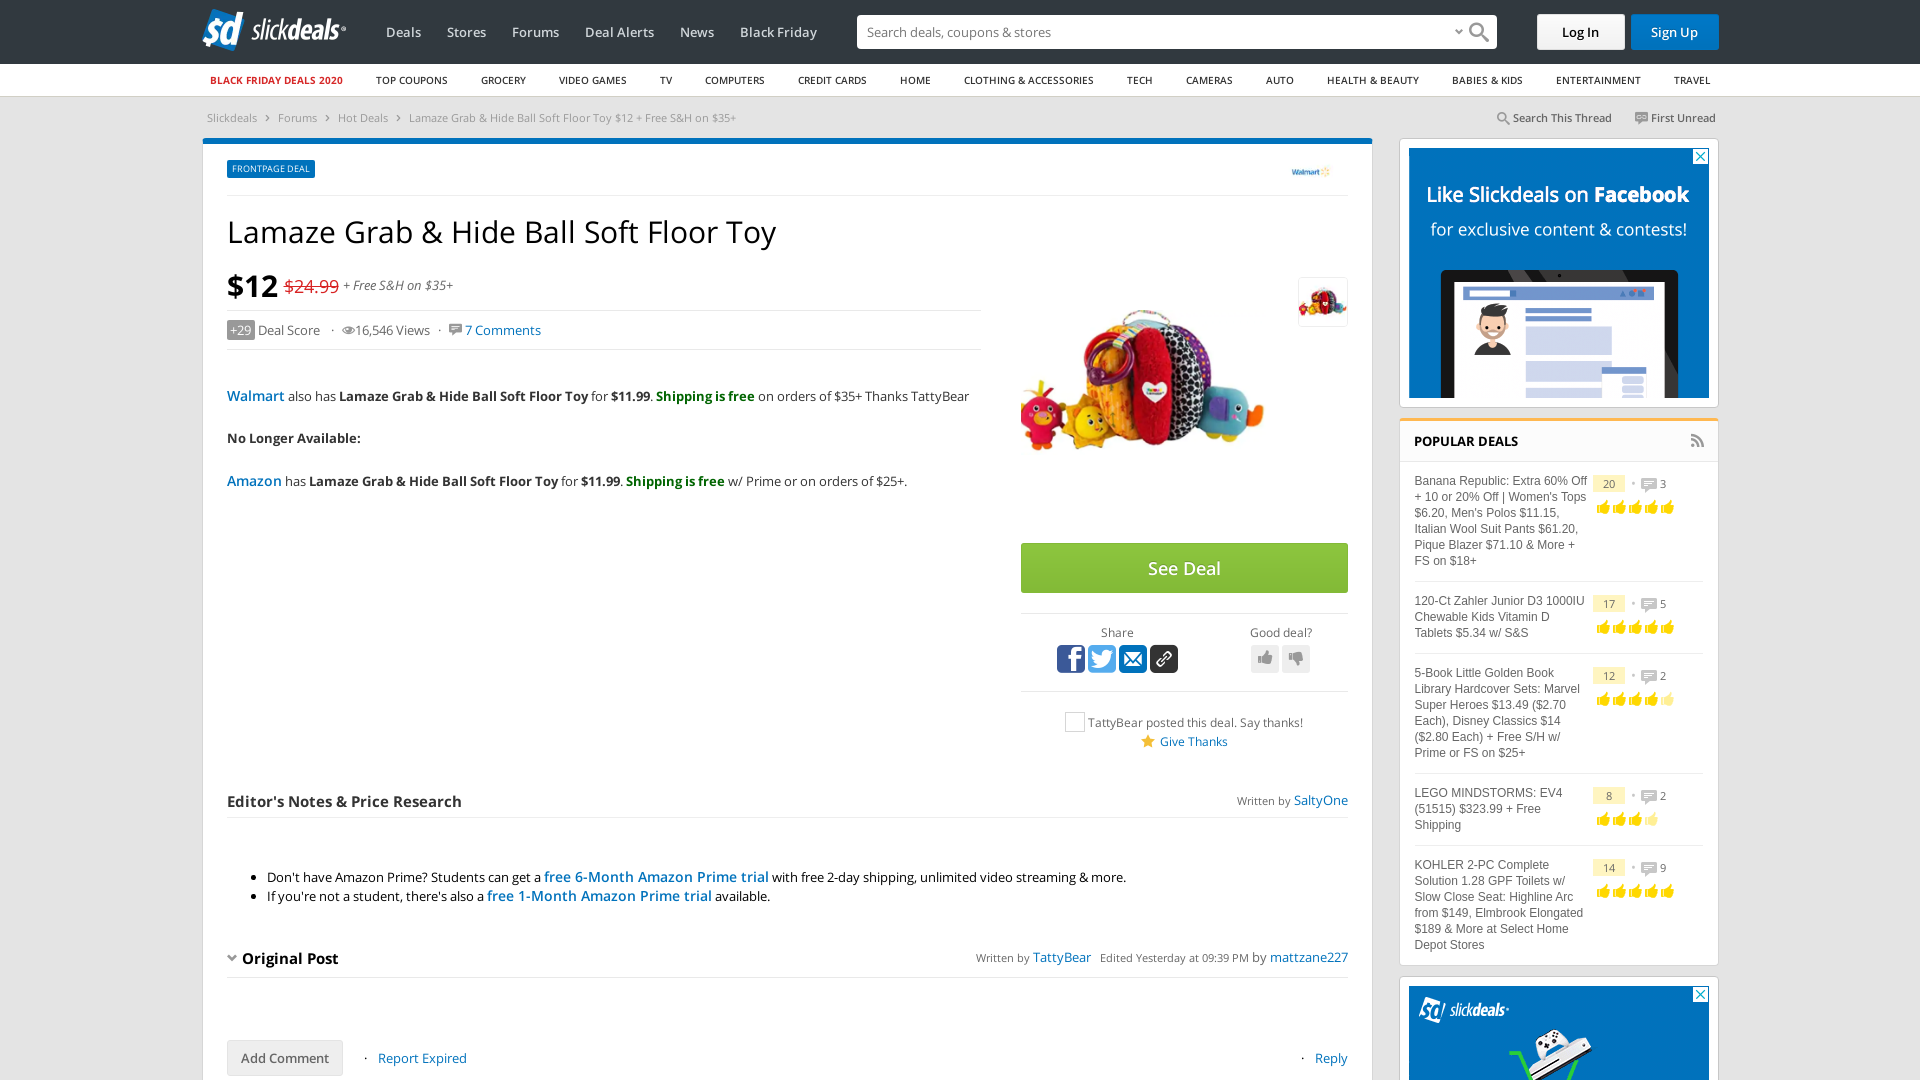 slickdeals
Deals Stores Forums Deal Alerts News Black Friday Search deals, coupons & stores Log In Sign Up
BLACK FRIDAY DEALS 2020 TOP COUPONS GROCERY VIDEO GAMES TV COMPUTERS CREDIT CARDS HOME CLOTHING & ACCESSORIES TECH CAMERAS AUTO HEALTH & BEAUTY BABIES & KIDS ENTERTAINMENT TRAVEL
Slickdeals › Forums › Hot Deals › Lamaze Grab & Hide Ball Soft Floor Toy $12 + Free S&H on $35+ Search This Thread First Unread
FRONTPAGE DEAL Walmart
Lamaze Grab & Hide Ball Soft Floor Toy
$12 $24.99 + Free S&H on $35+
+29 Deal Score · 16,546 Views · 7 Comments
Walmart also has Lamaze Grab & Hide Ball Soft Floor Toy for $11.99. Shipping is free on orders of $35+ Thanks TattyBear
No Longer Available:
Amazon has Lamaze Grab & Hide Ball Soft Floor Toy for $11.99. Shipping is free w/ Prime or on orders of $25+.
See Deal
Share Good deal?
TattyBear posted this deal. Say thanks!
Give Thanks
Editor's Notes & Price Research Written by SaltyOne
• Don't have Amazon Prime? Students can get a free 6-Month Amazon Prime trial with free 2-day shipping, unlimited video streaming & more.
• If you're not a student, there's also a free 1-Month Amazon Prime trial available.
Original Post Written by TattyBear Edited Yesterday at 09:39 PM by mattzane227
Add Comment · Report Expired · Reply
Like Slickdeals on Facebook
for exclusive content & contests!
POPULAR DEALS
Banana Republic: Extra 60% Off 20 • 3
+ 10 or 20% Off | Women's Tops
$6.20, Men's Polos $11.15,
Italian Wool Suit Pants $61.20,
Pique Blazer $71.10 & More +
FS on $18+
120-Ct Zahler Junior D3 1000IU 17 • 5
Chewable Kids Vitamin D
Tablets $5.34 w/ S&S
5-Book Little Golden Book 12 • 2
Library Hardcover Sets: Marvel
Super Heroes $13.49 ($2.70
Each), Disney Classics $14
($2.80 Each) + Free S/H w/
Prime or FS on $25+
LEGO MINDSTORMS: EV4 8 • 2
(51515) $323.99 + Free
Shipping
KOHLER 2-PC Complete 14 • 9
Solution 1.28 GPF Toilets w/
Slow Close Seat: Highline Arc
from $149, Elmbrook Elongated
$189 & More at Select Home
Depot Stores
slickdeals